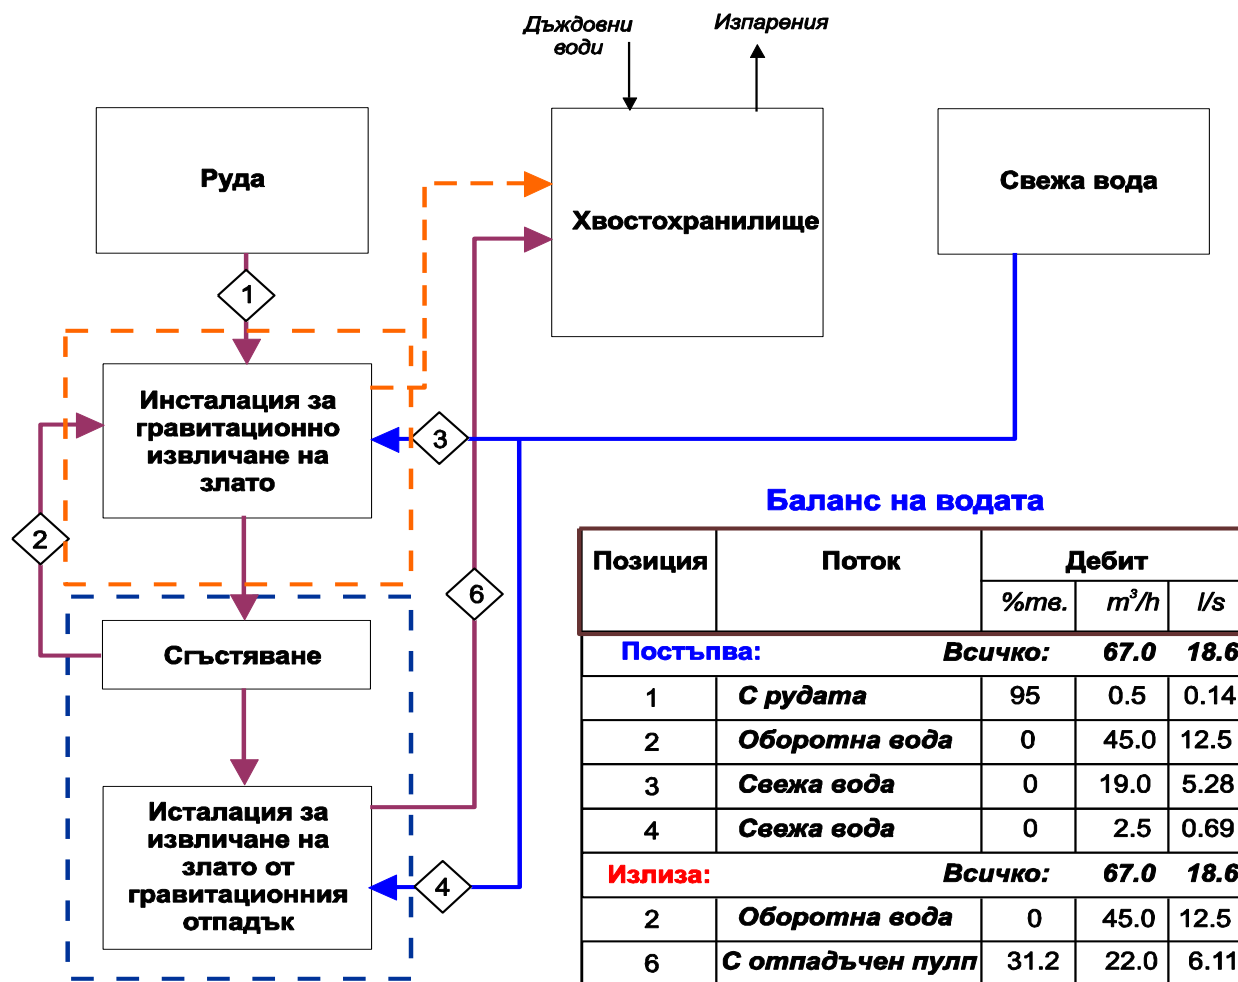 Дъждовни
води
Изпарения
Руда
Хвостохранилище
Свежа вода
1
Инсталация за
гравитационно
извличане на
злато
3
2
6
Сгъстяване
Исталация за
извличане на
злато от
гравитационния
отпадък
4
Баланс на водата
Позиция Поток Дебит
%тв. m³/h l/s
Постъпва: Всичко: 67.0 18.6
1 С рудата 95 0.5 0.14
2 Оборотна вода 0 45.0 12.5
3 Свежа вода 0 19.0 5.28
4 Свежа вода 0 2.5 0.69
Излиза: Всичко: 67.0 18.6
2 Оборотна вода 0 45.0 12.5
6 С отпадъчен пулп 31.2 22.0 6.11